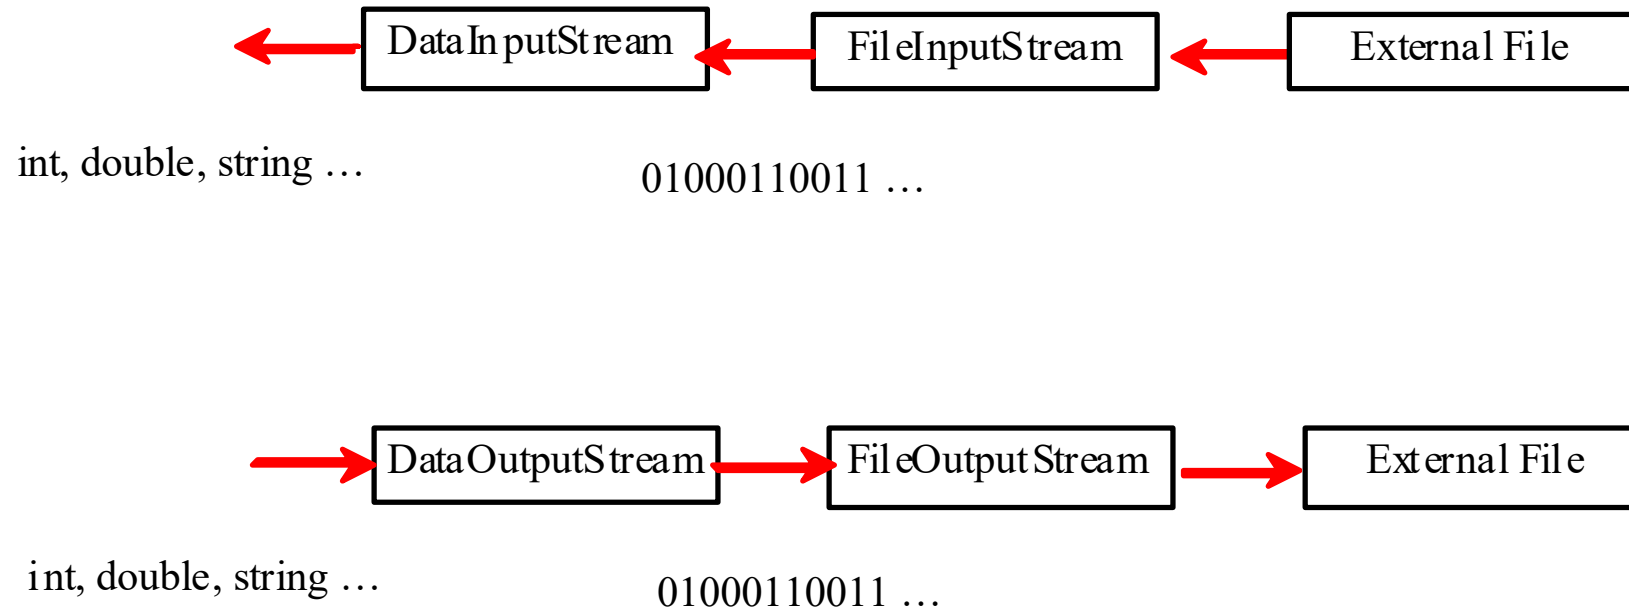 DataInputStream
FileInputStream
External File
int, double, string …
01000110011 …
DataOutputStream
FileOutputStream
External File
int, double, string …
01000110011 …